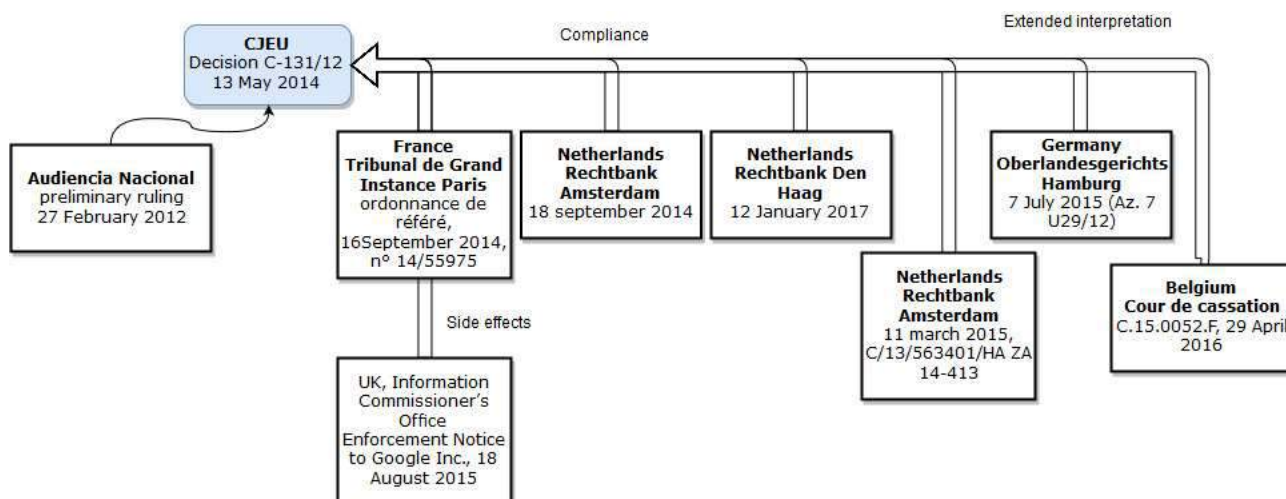 Extended interpretation
Compliance
CJEU
Decision C-131/12
13 May 2014
Audiencia Nacional
preliminary ruling
27 February 2012
France
Tribunal de Grand
Instance Paris
ordonnance de
référé,
16September 2014,
n° 14/55975
Netherlands
Rechtbank
Amsterdam
18 september 2014
Netherlands
Rechtbank Den
Haag
12 January 2017
Germany
Oberlandesgerichts
Hamburg
7 July 2015 (Az. 7
U29/12)
Netherlands
Rechtbank
Amsterdam
11 march 2015,
C/13/563401/HA ZA
14-413
Belgium
Cour de cassation
C.15.0052.F, 29 April
2016
Side effects
UK, Information
Commissioner's
Office
Enforcement Notice
to Google Inc., 18
August 2015